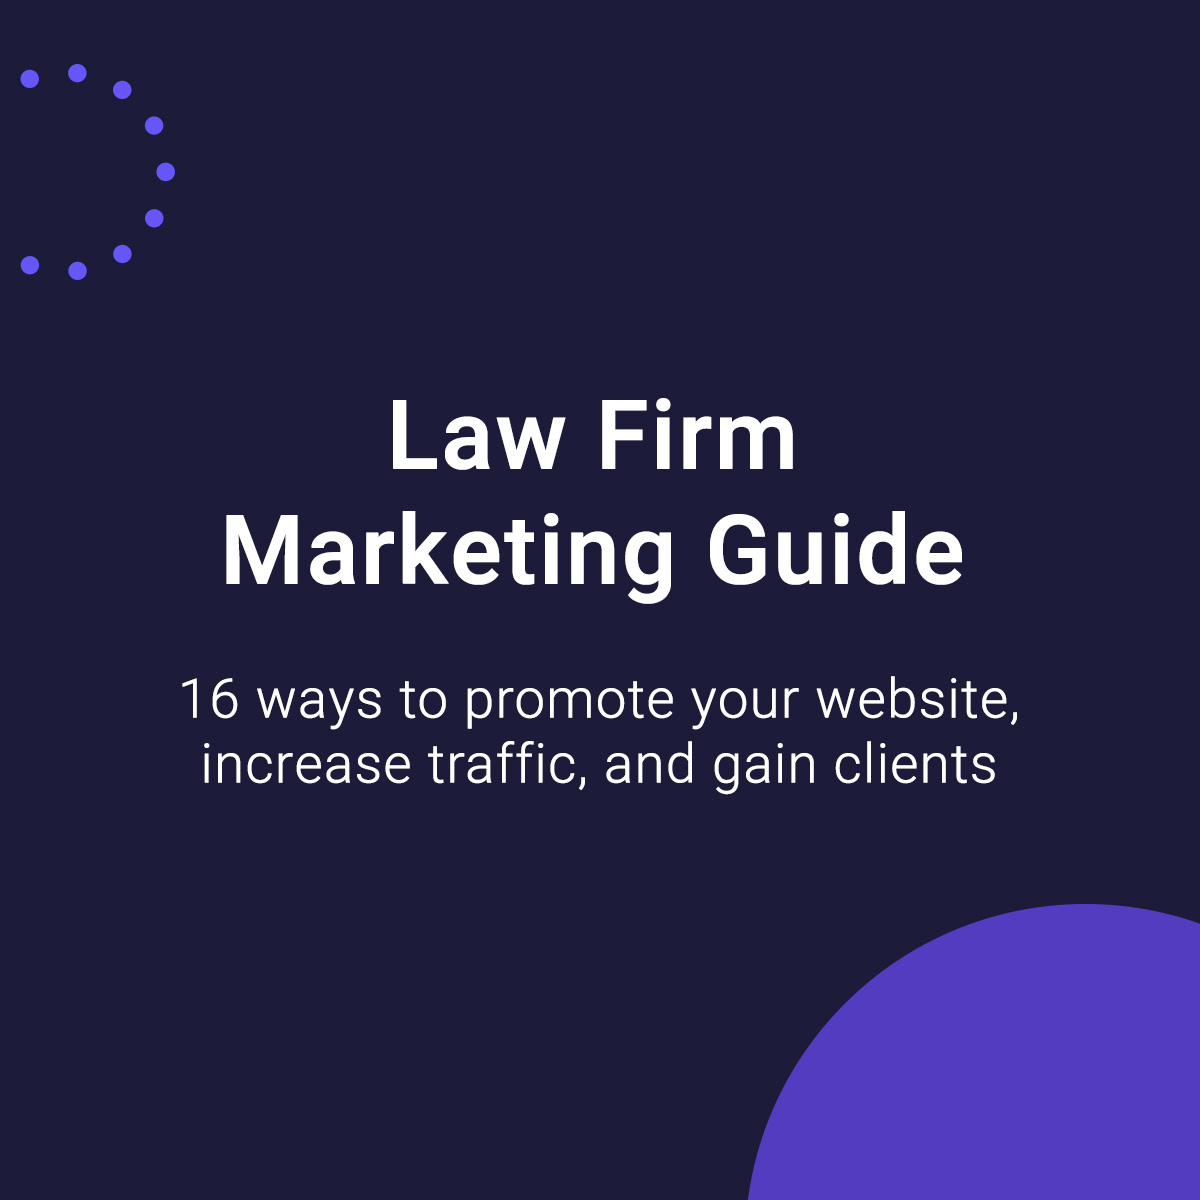 Law Firm
Marketing Guide
16 ways to promote your website,
increase traffic, and gain clients